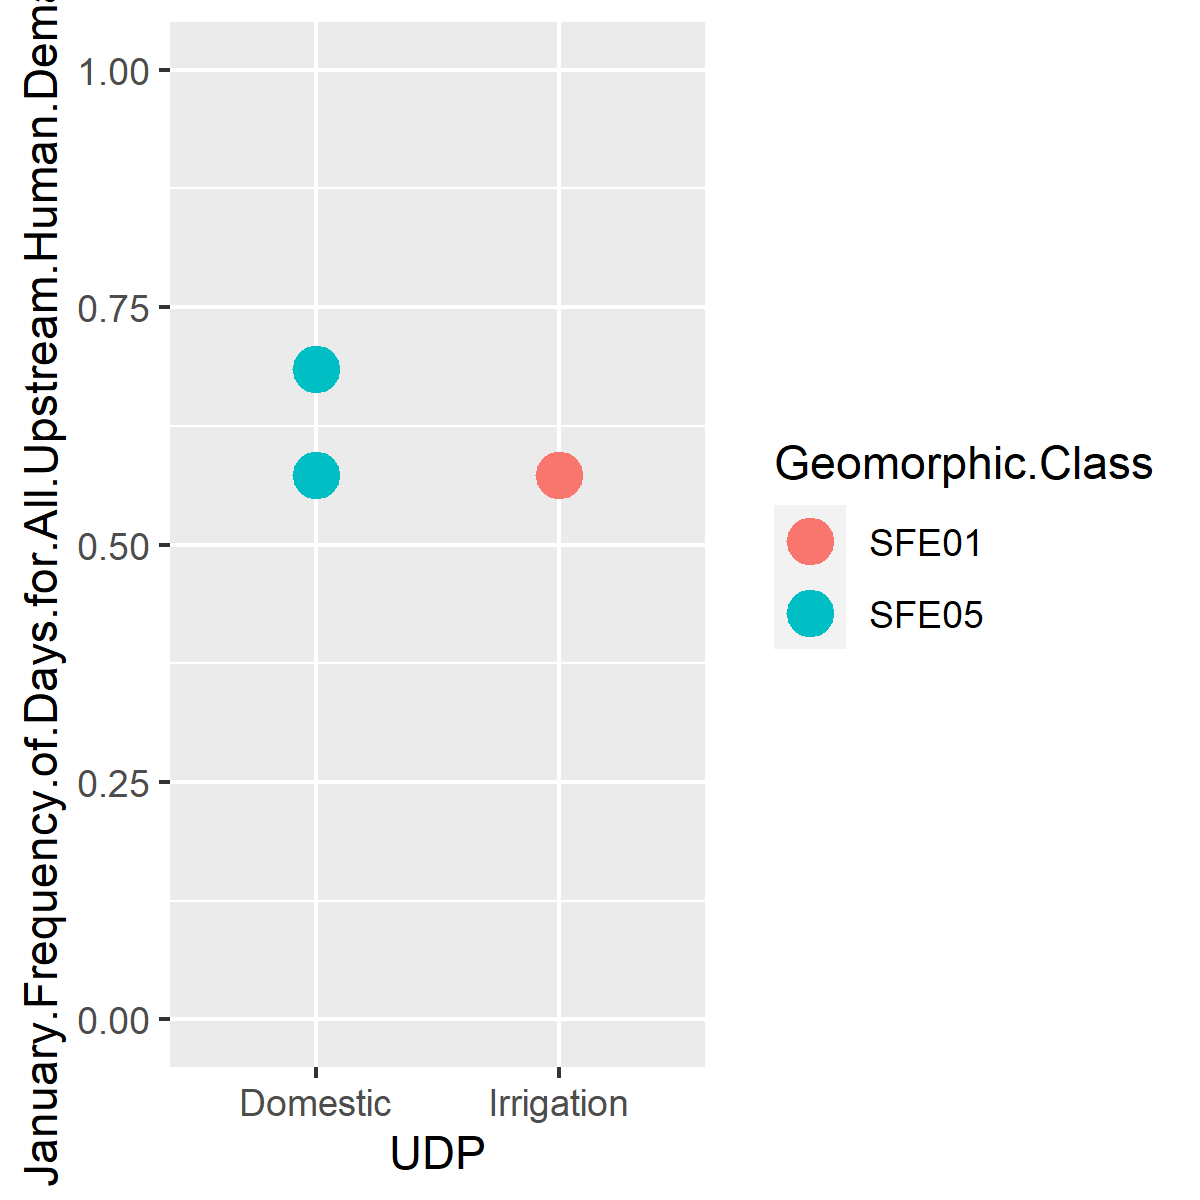 January.Frequency.of.Days.for.All.Upstream.Human.Dema
1.00
0.75
0.50
0.25
0.00
Domestic
Irrigation
UDP
Geomorphic.Class
SFE01
SFE05